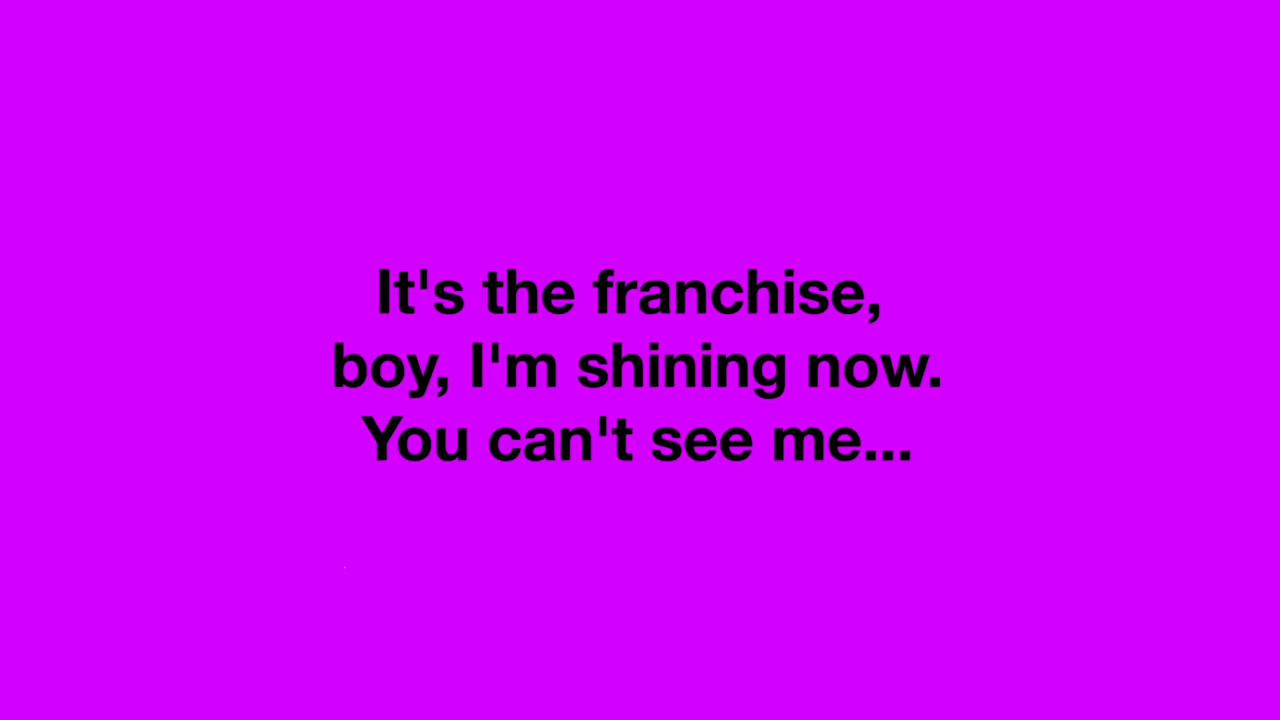 It's the franchise,
boy, I'm shining now.
You can't see me...